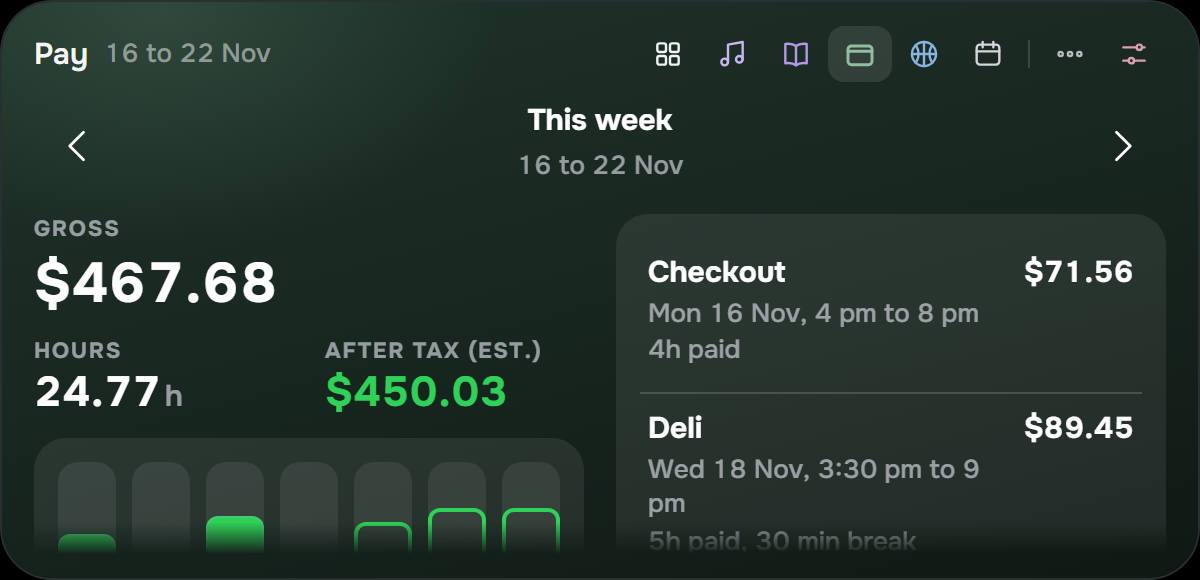 Pay 16 to 22 Nov
This week
16 to 22 Nov
GROSS
$467.68
HOURS
24.77h
AFTER TAX (EST.)
$450.03
Checkout $71.56
Mon 16 Nov, 4 pm to 8 pm
4h paid
Deli $89.45
Wed 18 Nov, 3:30 pm to 9
pm
5h paid, 30 min break